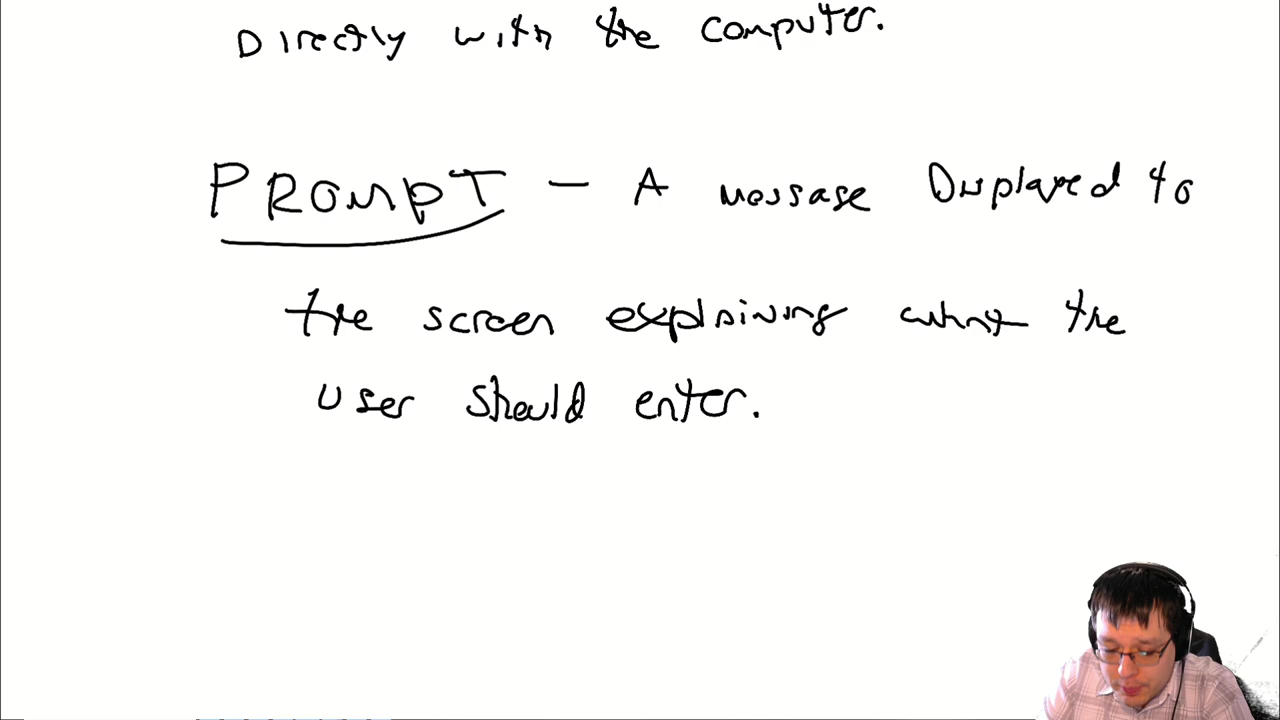 Directly with the computer.
PROMPT - A message Displayed to
the screen explaining what the
user should enter.